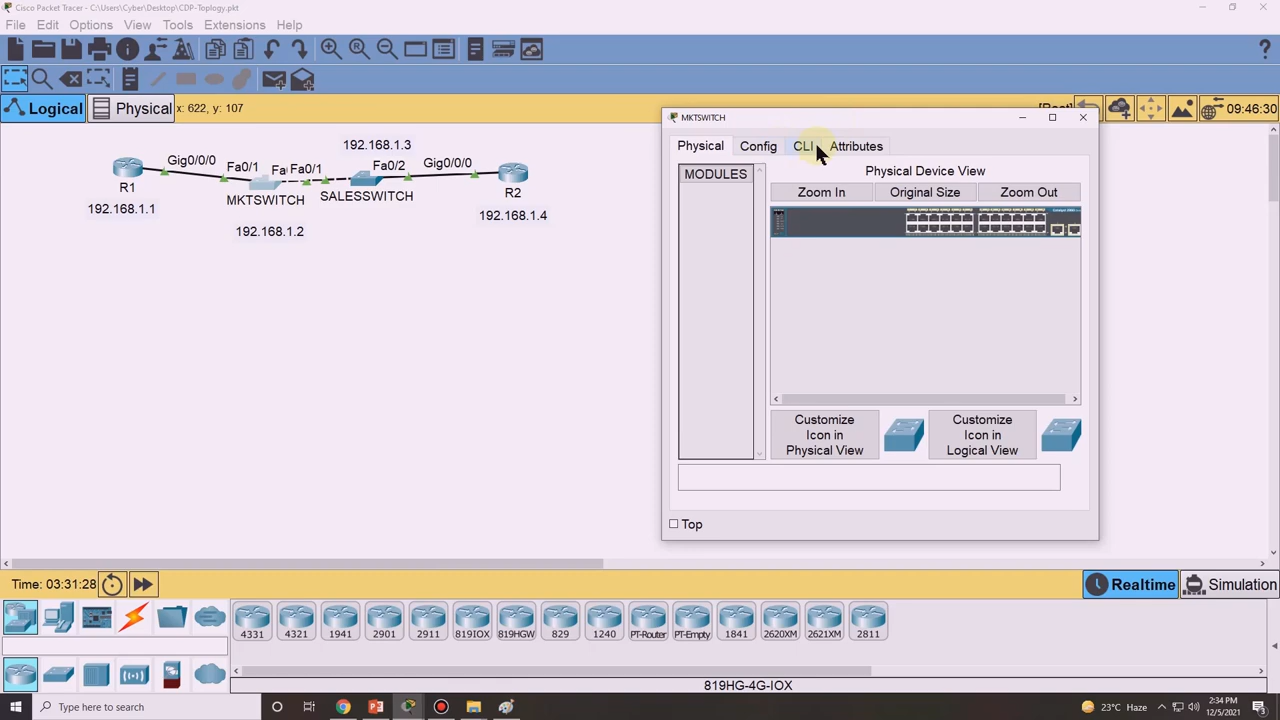 Cisco Packet Tracer - C:\Users\Cyber\Desktop\CDP-Toplogy.pkt
File Edit Options View Tools Extensions Help
Logical Physical x: 622, y: 107
09:46:30
MKTSWITCH
Physical Config CLI Attributes
MODULES
Physical Device View
Zoom In Original Size Zoom Out
Customize
Icon in
Physical View
Customize
Icon in
Logical View
Top
192.168.1.3
Gig0/0/0 Fa0/1 Fa0/1 Fa0/2 Gig0/0/0
R1 MKTSWITCH SALESSWITCH R2
192.168.1.1 192.168.1.2 192.168.1.4
Time: 03:31:28
Realtime Simulation
4331 4321 1941 2901 2911 819IOX 819HGW 829 1240 PT-Router PT-Empty 1841 2620XM 2621XM 2811
819HG-4G-IOX
Type here to search
23°C Haze
2:34 PM
12/5/2021
3